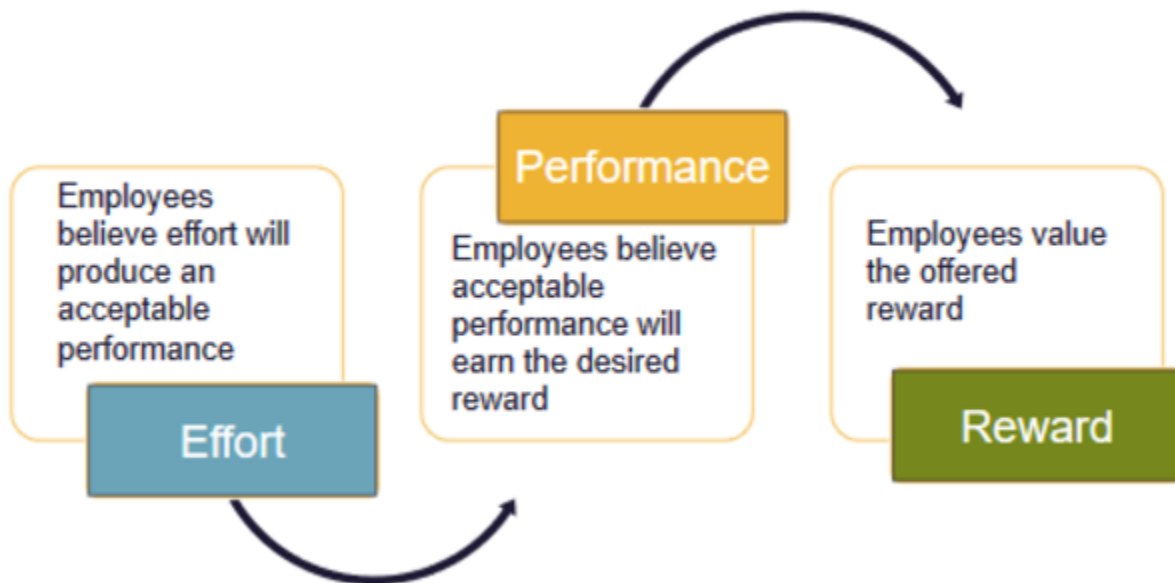 Employees
believe effort will
produce an
acceptable
performance
Effort
Performance
Employees believe
acceptable
performance will
earn the desired
reward
Employees value
the offered
reward
Reward